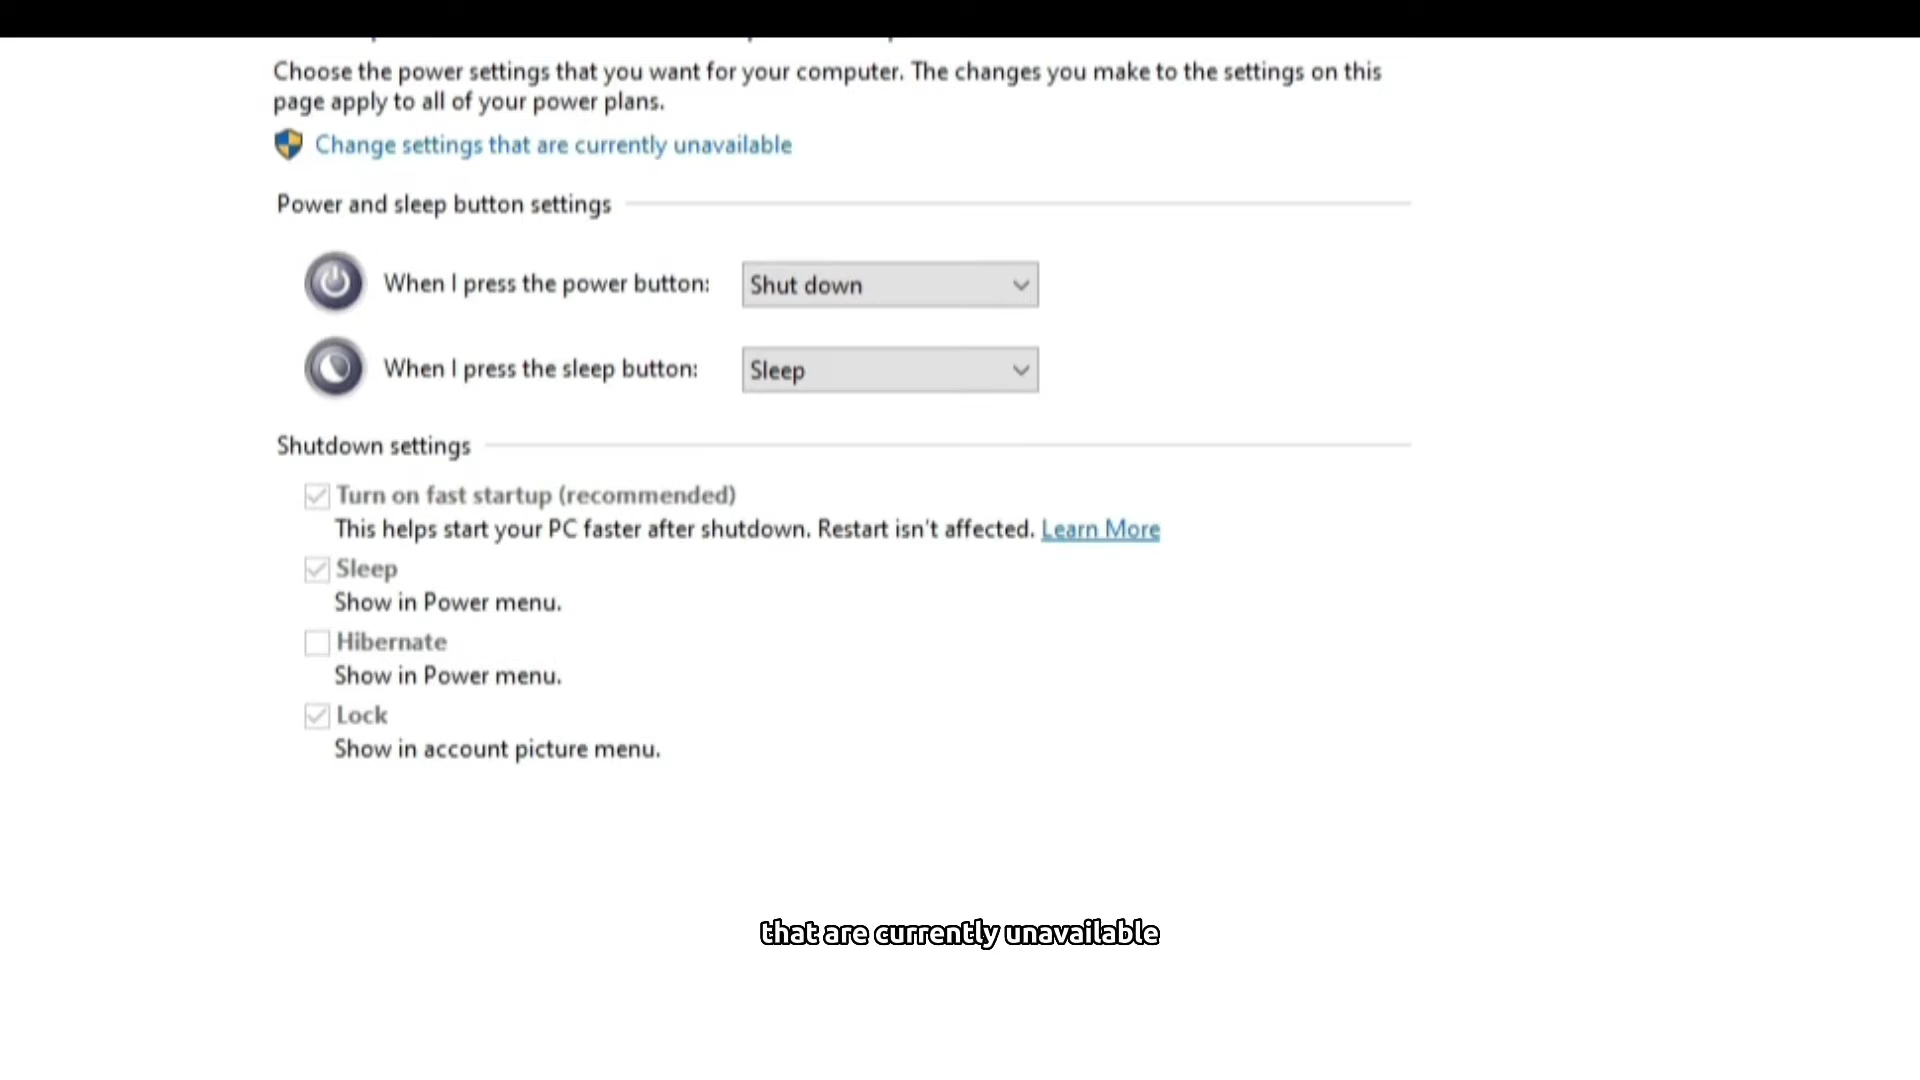 Choose the power settings that you want for your computer. The changes you make to the settings on this
page apply to all of your power plans.
Change settings that are currently unavailable
Power and sleep button settings
When I press the power button: Shut down
When I press the sleep button: Sleep
Shutdown settings
Turn on fast startup (recommended)
This helps start your PC faster after shutdown. Restart isn't affected. Learn More
Sleep
Show in Power menu.
Hibernate
Show in Power menu.
Lock
Show in account picture menu.
that are currently unavailable